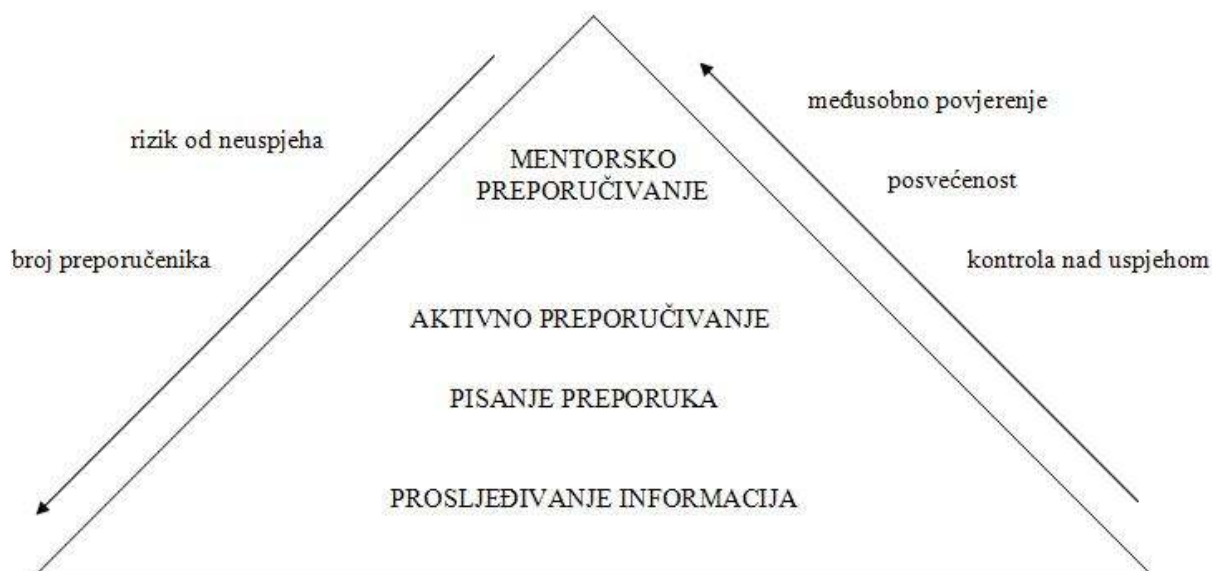 međusobno povjerenje
rizik od neuspjeha
MENTORSKO
PREPORUČIVANJE
posvećenost
broj preporučenika
kontrola nad uspjehom
AKTIVNO PREPORUČIVANJE
PISANJE PREPORUKA
PROSLJEĐIVANJE INFORMACIJA